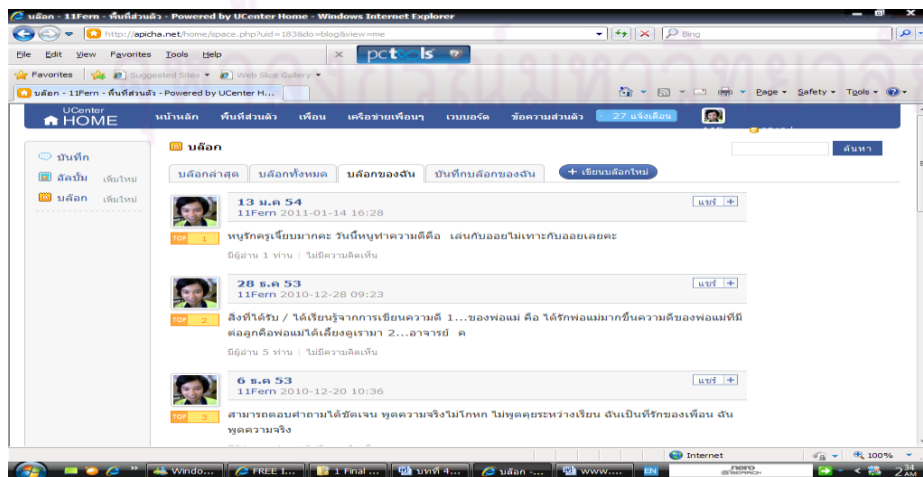 บล๊อก - 11Fern - พื้นที่ส่วนตัว - Powered by UCenter Home - Windows Internet Explorer
http://apicha.net/home/space.php?uid=183&do=blog&view=me
Bing
File Edit View Favorites Tools Help
pctools
Favorites Suggested Sites Web Slice Gallery
บล๊อก - 11Fern - พื้นที่ส่วนตัว - Powered by UCenter H...
Page Safety Tools
UCenter HOME
หน้าหลัก พื้นที่ส่วนตัว เพื่อน เครือข่ายเพื่อนๆ เวบบอร์ด ข้อความส่วนตัว 27 แจ้งเตือน
บันทึก
อัลบั้ม เพิ่มใหม่
บล๊อก เพิ่มใหม่
บล๊อก
ค้นหา
บล๊อกล่าสุด บล๊อกทั้งหมด บล๊อกของฉัน บันทึกบล๊อกของฉัน + เขียนบล๊อกใหม่
13 ม.ค 54
แชร์ +
11Fern 2011-01-14 16:28
TOP 1
หนูรักครูเจี๊ยบมากคะ วันนี้หนูทำความดีคือ เล่นกับออยไม่เทาะกับออยเลยคะ
มีผู้อ่าน 1 ท่าน | ไม่มีความคิดเห็น
28 ธ.ค 53
แชร์ +
11Fern 2010-12-28 09:23
TOP 2
สิ่งที่ได้รับ / ได้เรียนรู้จากการเขียนความดี 1...ของพ่อแม่ คือ ได้รักพ่อแม่มากขึ้นความดีของพ่อแม่ที่มี
ต่อลูกคือพ่อแม่ได้เลี้ยงดูเรามา 2...อาจารย์ ค
มีผู้อ่าน 5 ท่าน | ไม่มีความคิดเห็น
6 ธ.ค 53
แชร์ +
11Fern 2010-12-20 10:36
TOP 3
สามารถตอบคำถามได้ชัดเจน พูดความจริงไม่โกหก ไม่พูดคุยระหว่างเรียน ฉันเป็นที่รักของเพื่อน ฉัน
พูดความจริง
Internet
100%
Windo... FREE I... 1 Final ... บทที่ 4... บล๊อก -... www.... EN nero 2 34 AM